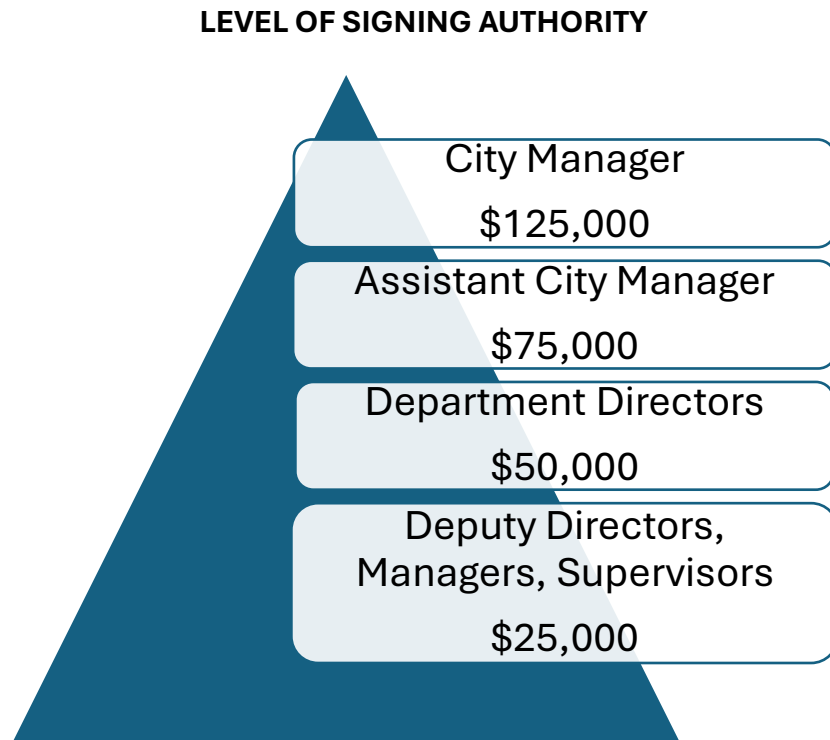 LEVEL OF SIGNING AUTHORITY
City Manager
$125,000
Assistant City Manager
$75,000
Department Directors
$50,000
Deputy Directors,
Managers, Supervisors
$25,000